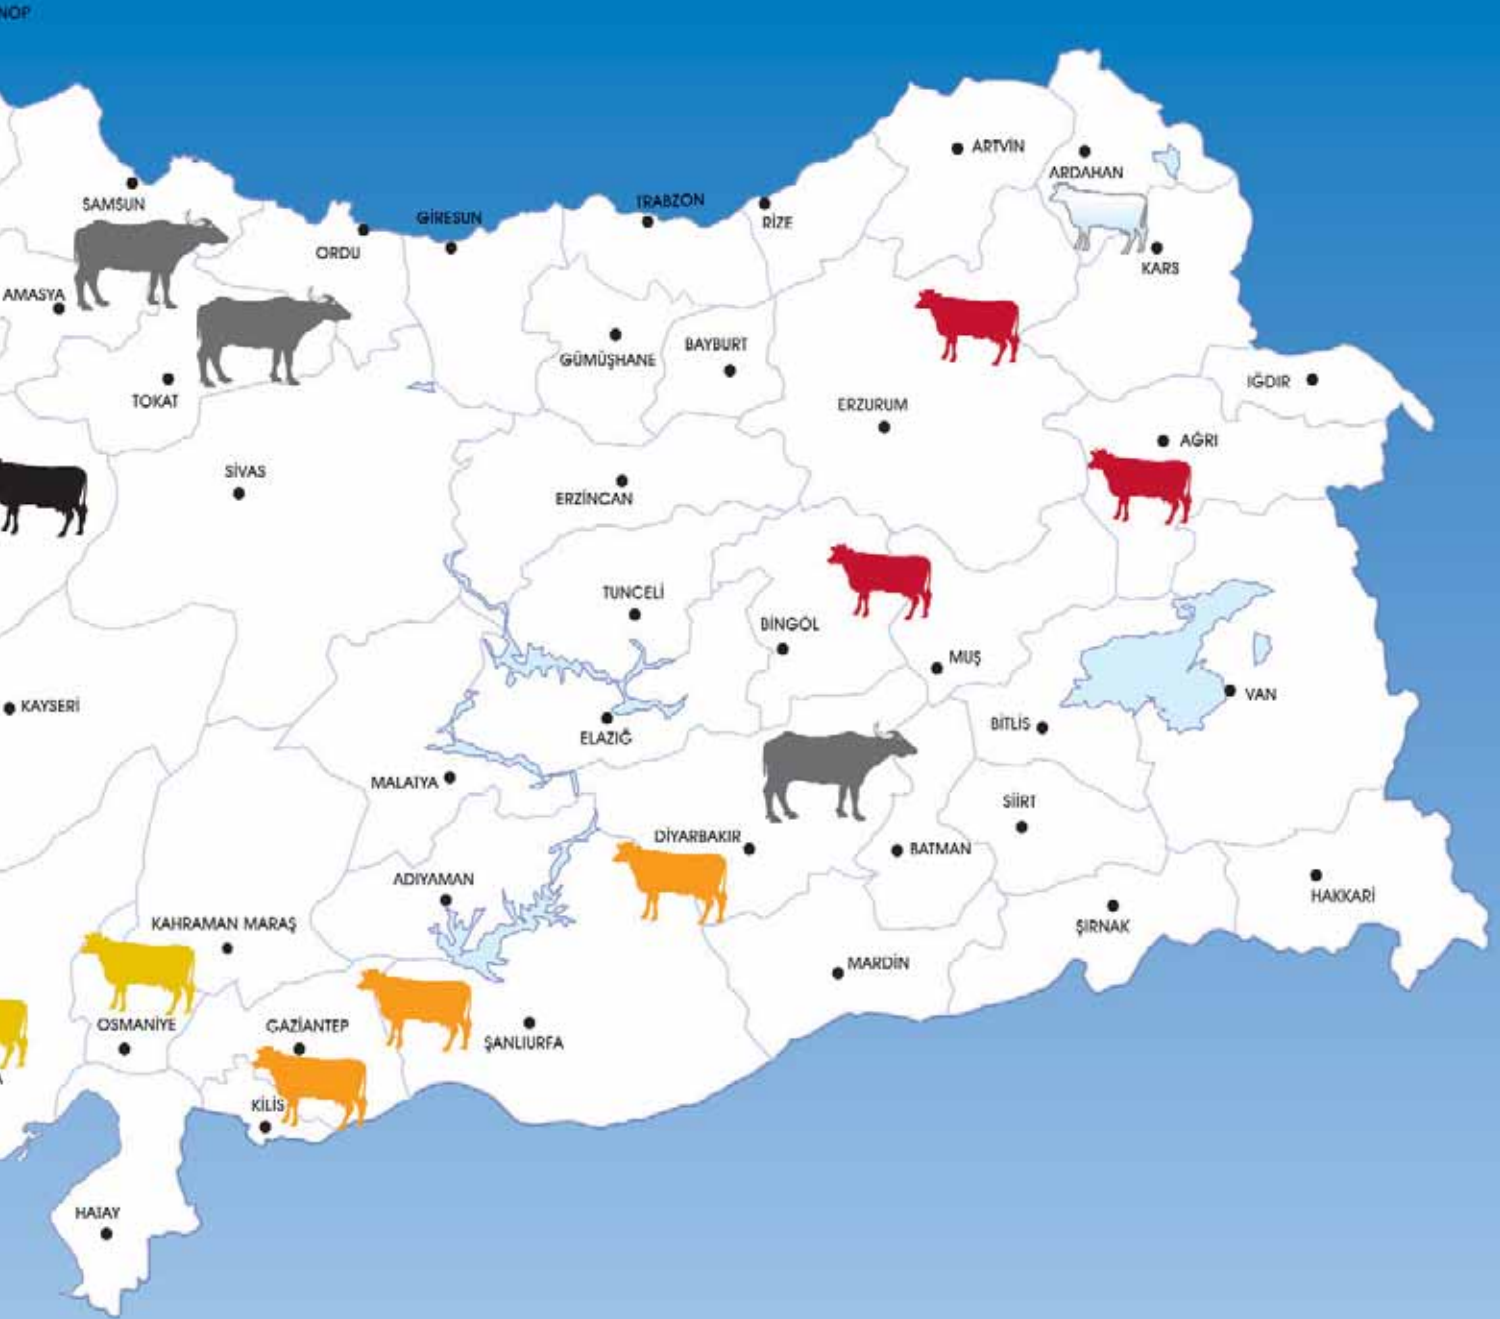 NOP
ARTVİN
ARDAHAN
SAMSUN
TRABZON
GİRESUN
RİZE
ORDU
KARS
AMASYA
BAYBURT
GÜMÜŞHANE
IĞDIR
TOKAT
ERZURUM
AĞRI
SİVAS
ERZİNCAN
TUNCELİ
BİNGÖL
MUŞ
VAN
KAYSERİ
BİTLİS
ELAZIĞ
MALATYA
SİİRT
DİYARBAKIR
BATMAN
ADIYAMAN
HAKKARİ
KAHRAMAN MARAŞ
ŞIRNAK
MARDİN
OSMANİYE
GAZİANTEP
ŞANLIURFA
A
KİLİS
HATAY